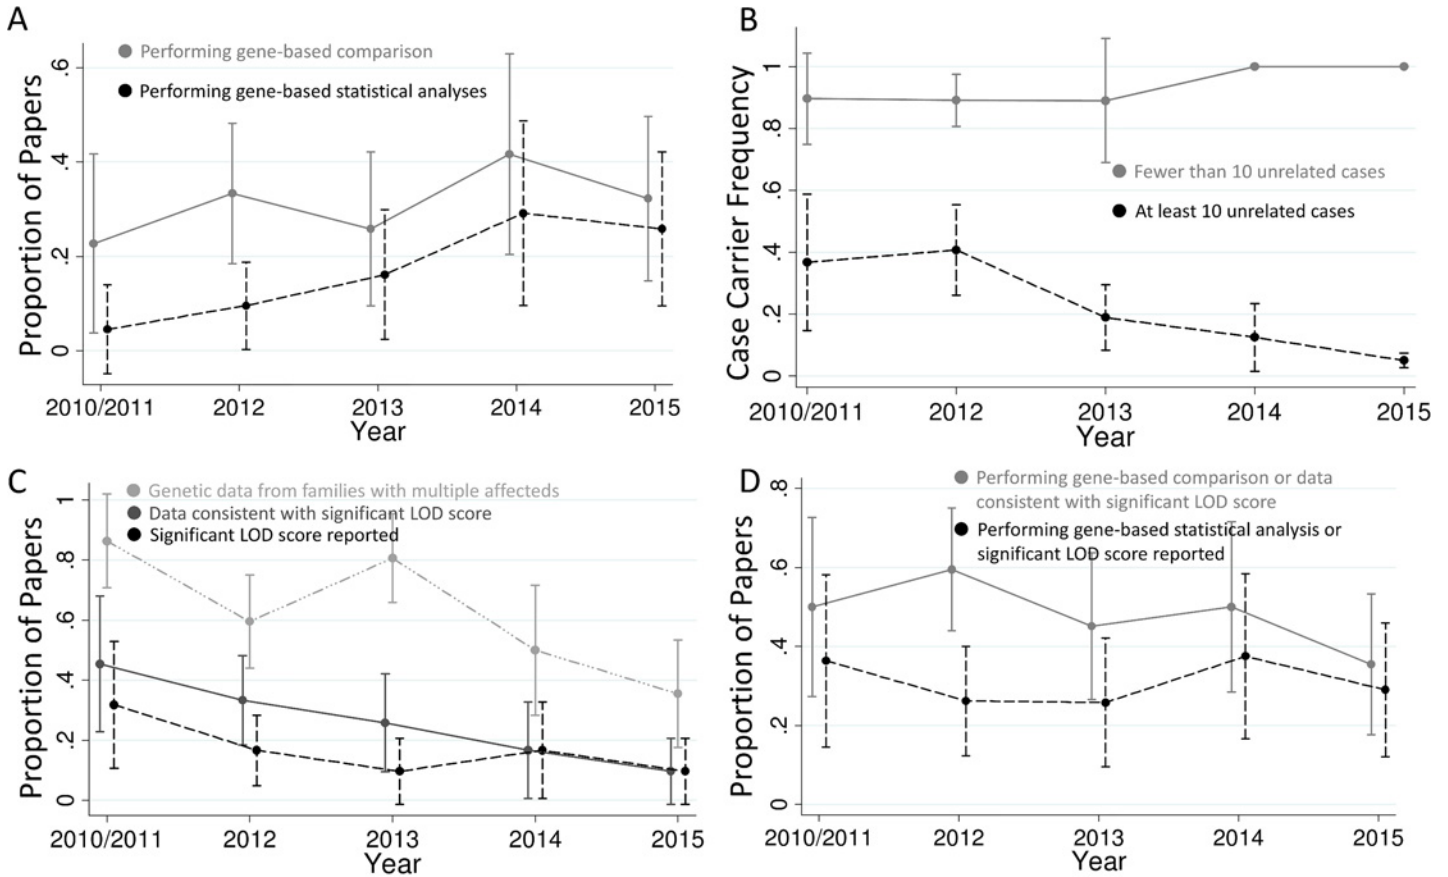 A
Performing gene-based comparison
Performing gene-based statistical analyses
Proportion of Papers
.6
.4
.2
0
2010/2011 2012 2013 2014 2015
Year
B
Fewer than 10 unrelated cases
At least 10 unrelated cases
Case Carrier Frequency
1
.8
.6
.4
.2
0
2010/2011 2012 2013 2014 2015
Year
C
Genetic data from families with multiple affecteds
Data consistent with significant LOD score
Significant LOD score reported
Proportion of Papers
1
.8
.6
.4
.2
0
2010/2011 2012 2013 2014 2015
Year
D
Performing gene-based comparison or data
consistent with significant LOD score
Performing gene-based statistical analysis or
significant LOD score reported
Proportion of Papers
.8
.6
.4
.2
0
2010/2011 2012 2013 2014 2015
Year